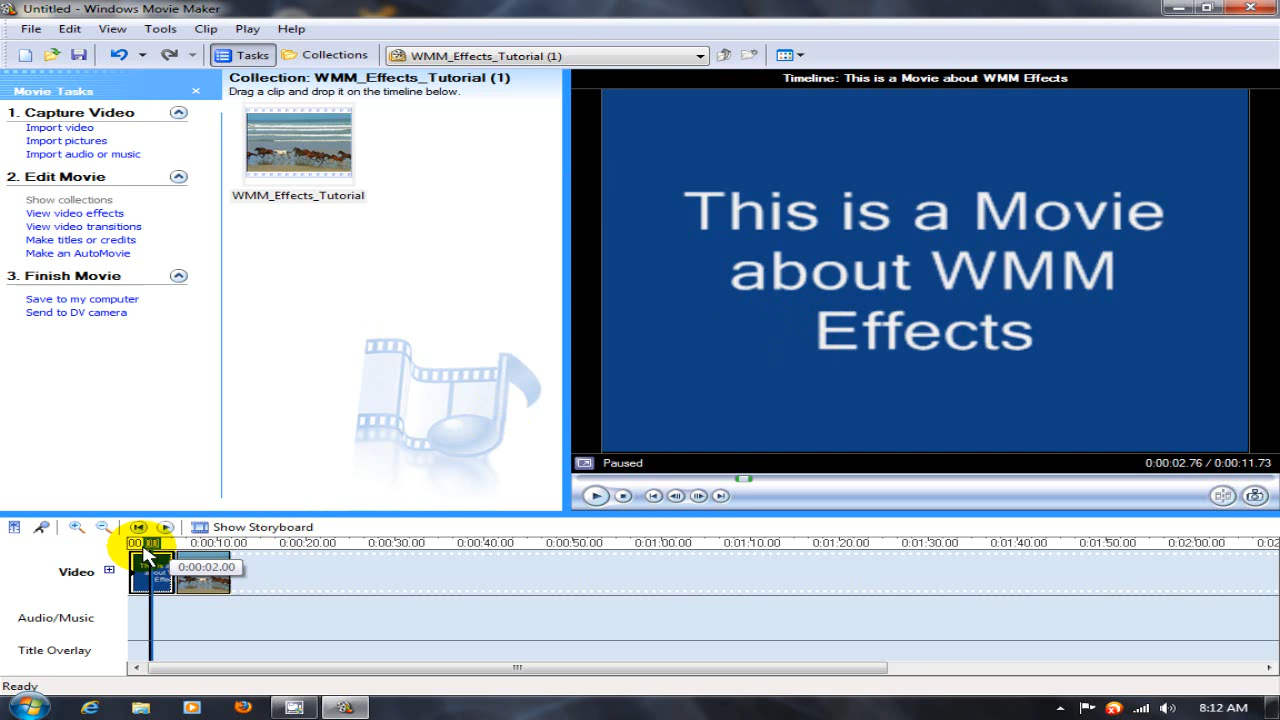 Untitled - Windows Movie Maker
File Edit View Tools Clip Play Help
Tasks Collections WMM_Effects_Tutorial (1)
Movie Tasks
1. Capture Video
Import video
Import pictures
Import audio or music
2. Edit Movie
Show collections
View video effects
View video transitions
Make titles or credits
Make an AutoMovie
3. Finish Movie
Save to my computer
Send to DV camera
Collection: WMM_Effects_Tutorial (1)
Drag a clip and drop it on the timeline below.
WMM_Effects_Tutorial
Timeline: This is a Movie about WMM Effects
This is a Movie
about WMM
Effects
Paused 0:00:02.76 / 0:00:11.73
Show Storyboard
0:00:10.00 0:00:20.00 0:00:30.00 0:00:40.00 0:00:50.00 0:01:00.00 0:01:10.00 0:01:20.00 0:01:30.00 0:01:40.00 0:01:50.00 0:02:00.00
0:00:02.00
Video
Audio/Music
Title Overlay
Ready
8:12 AM